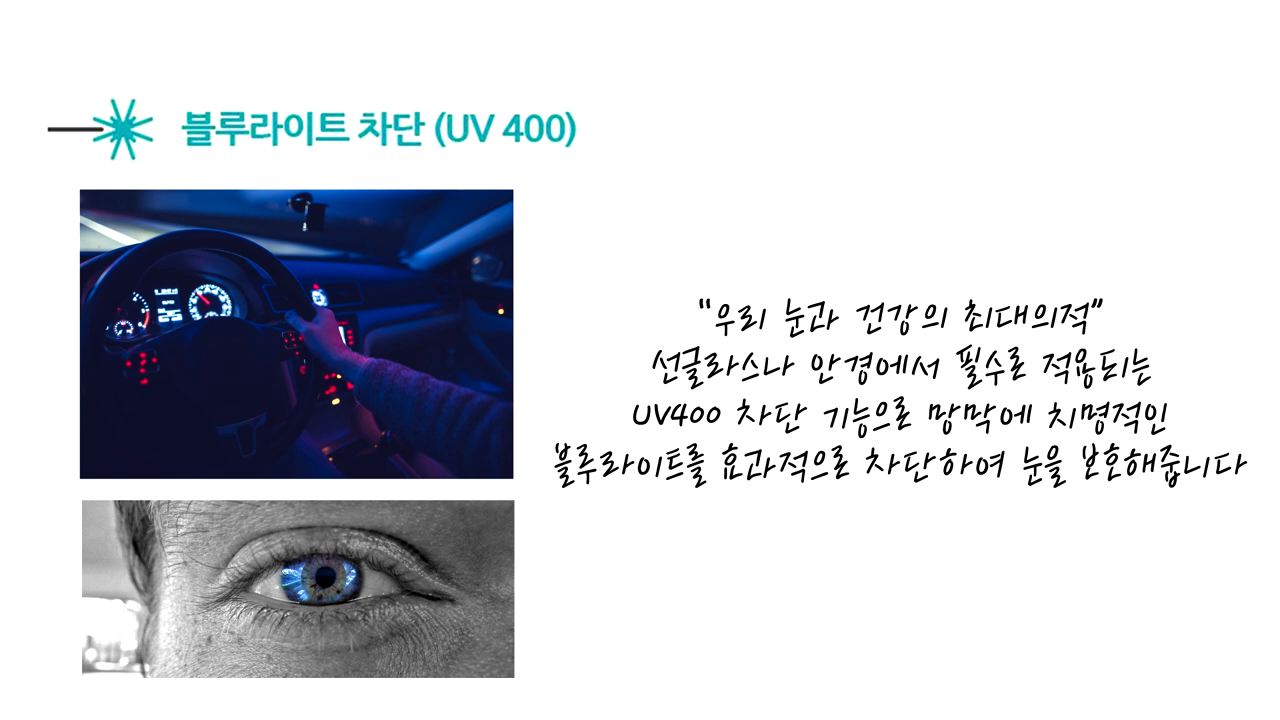 블루라이트 차단 (UV 400)
"우리 눈과 건강의 최대의적"
선글라스나 안경에서 필수로 적용되는
UV400 차단 기능으로 망막에 치명적인
블루라이트를 효과적으로 차단하여 눈을 보호해줍니다